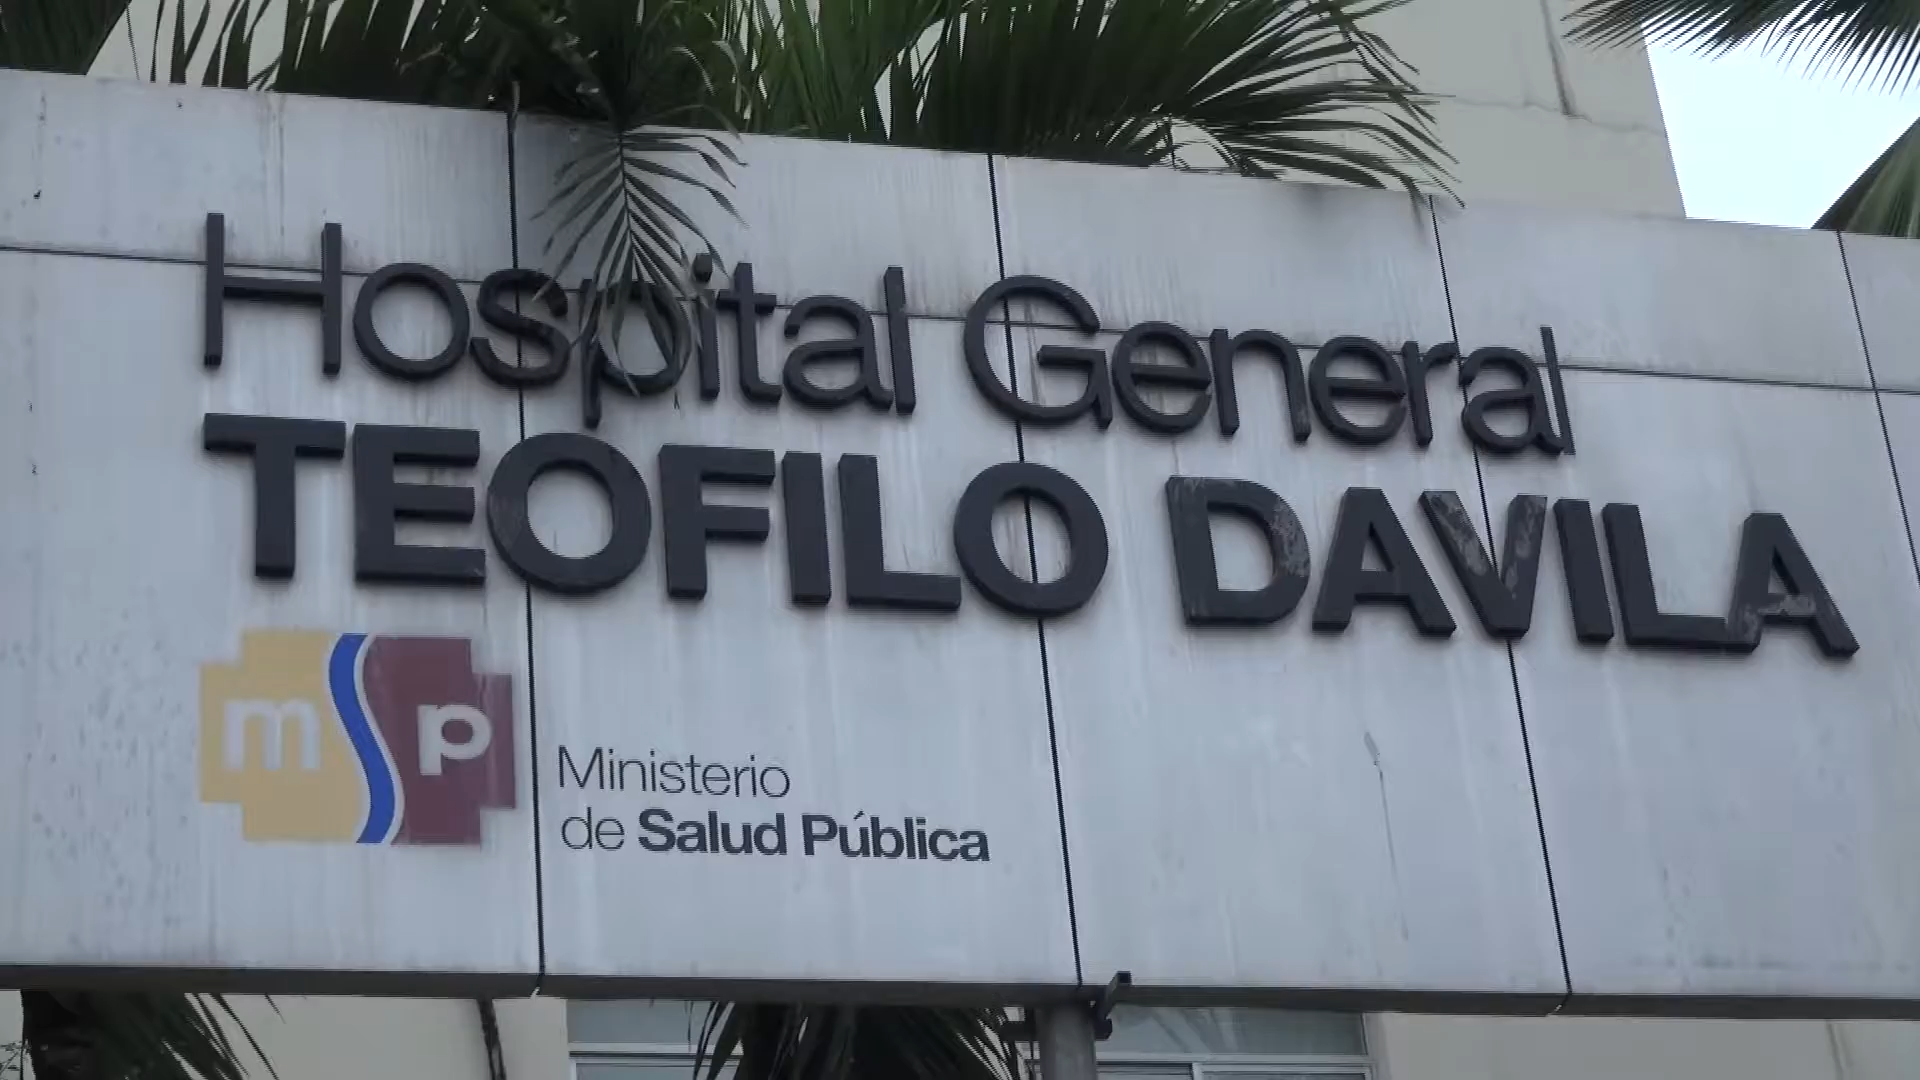 Hospital General
TEOFILO DAVILA
msp
Ministerio
de Salud Pública